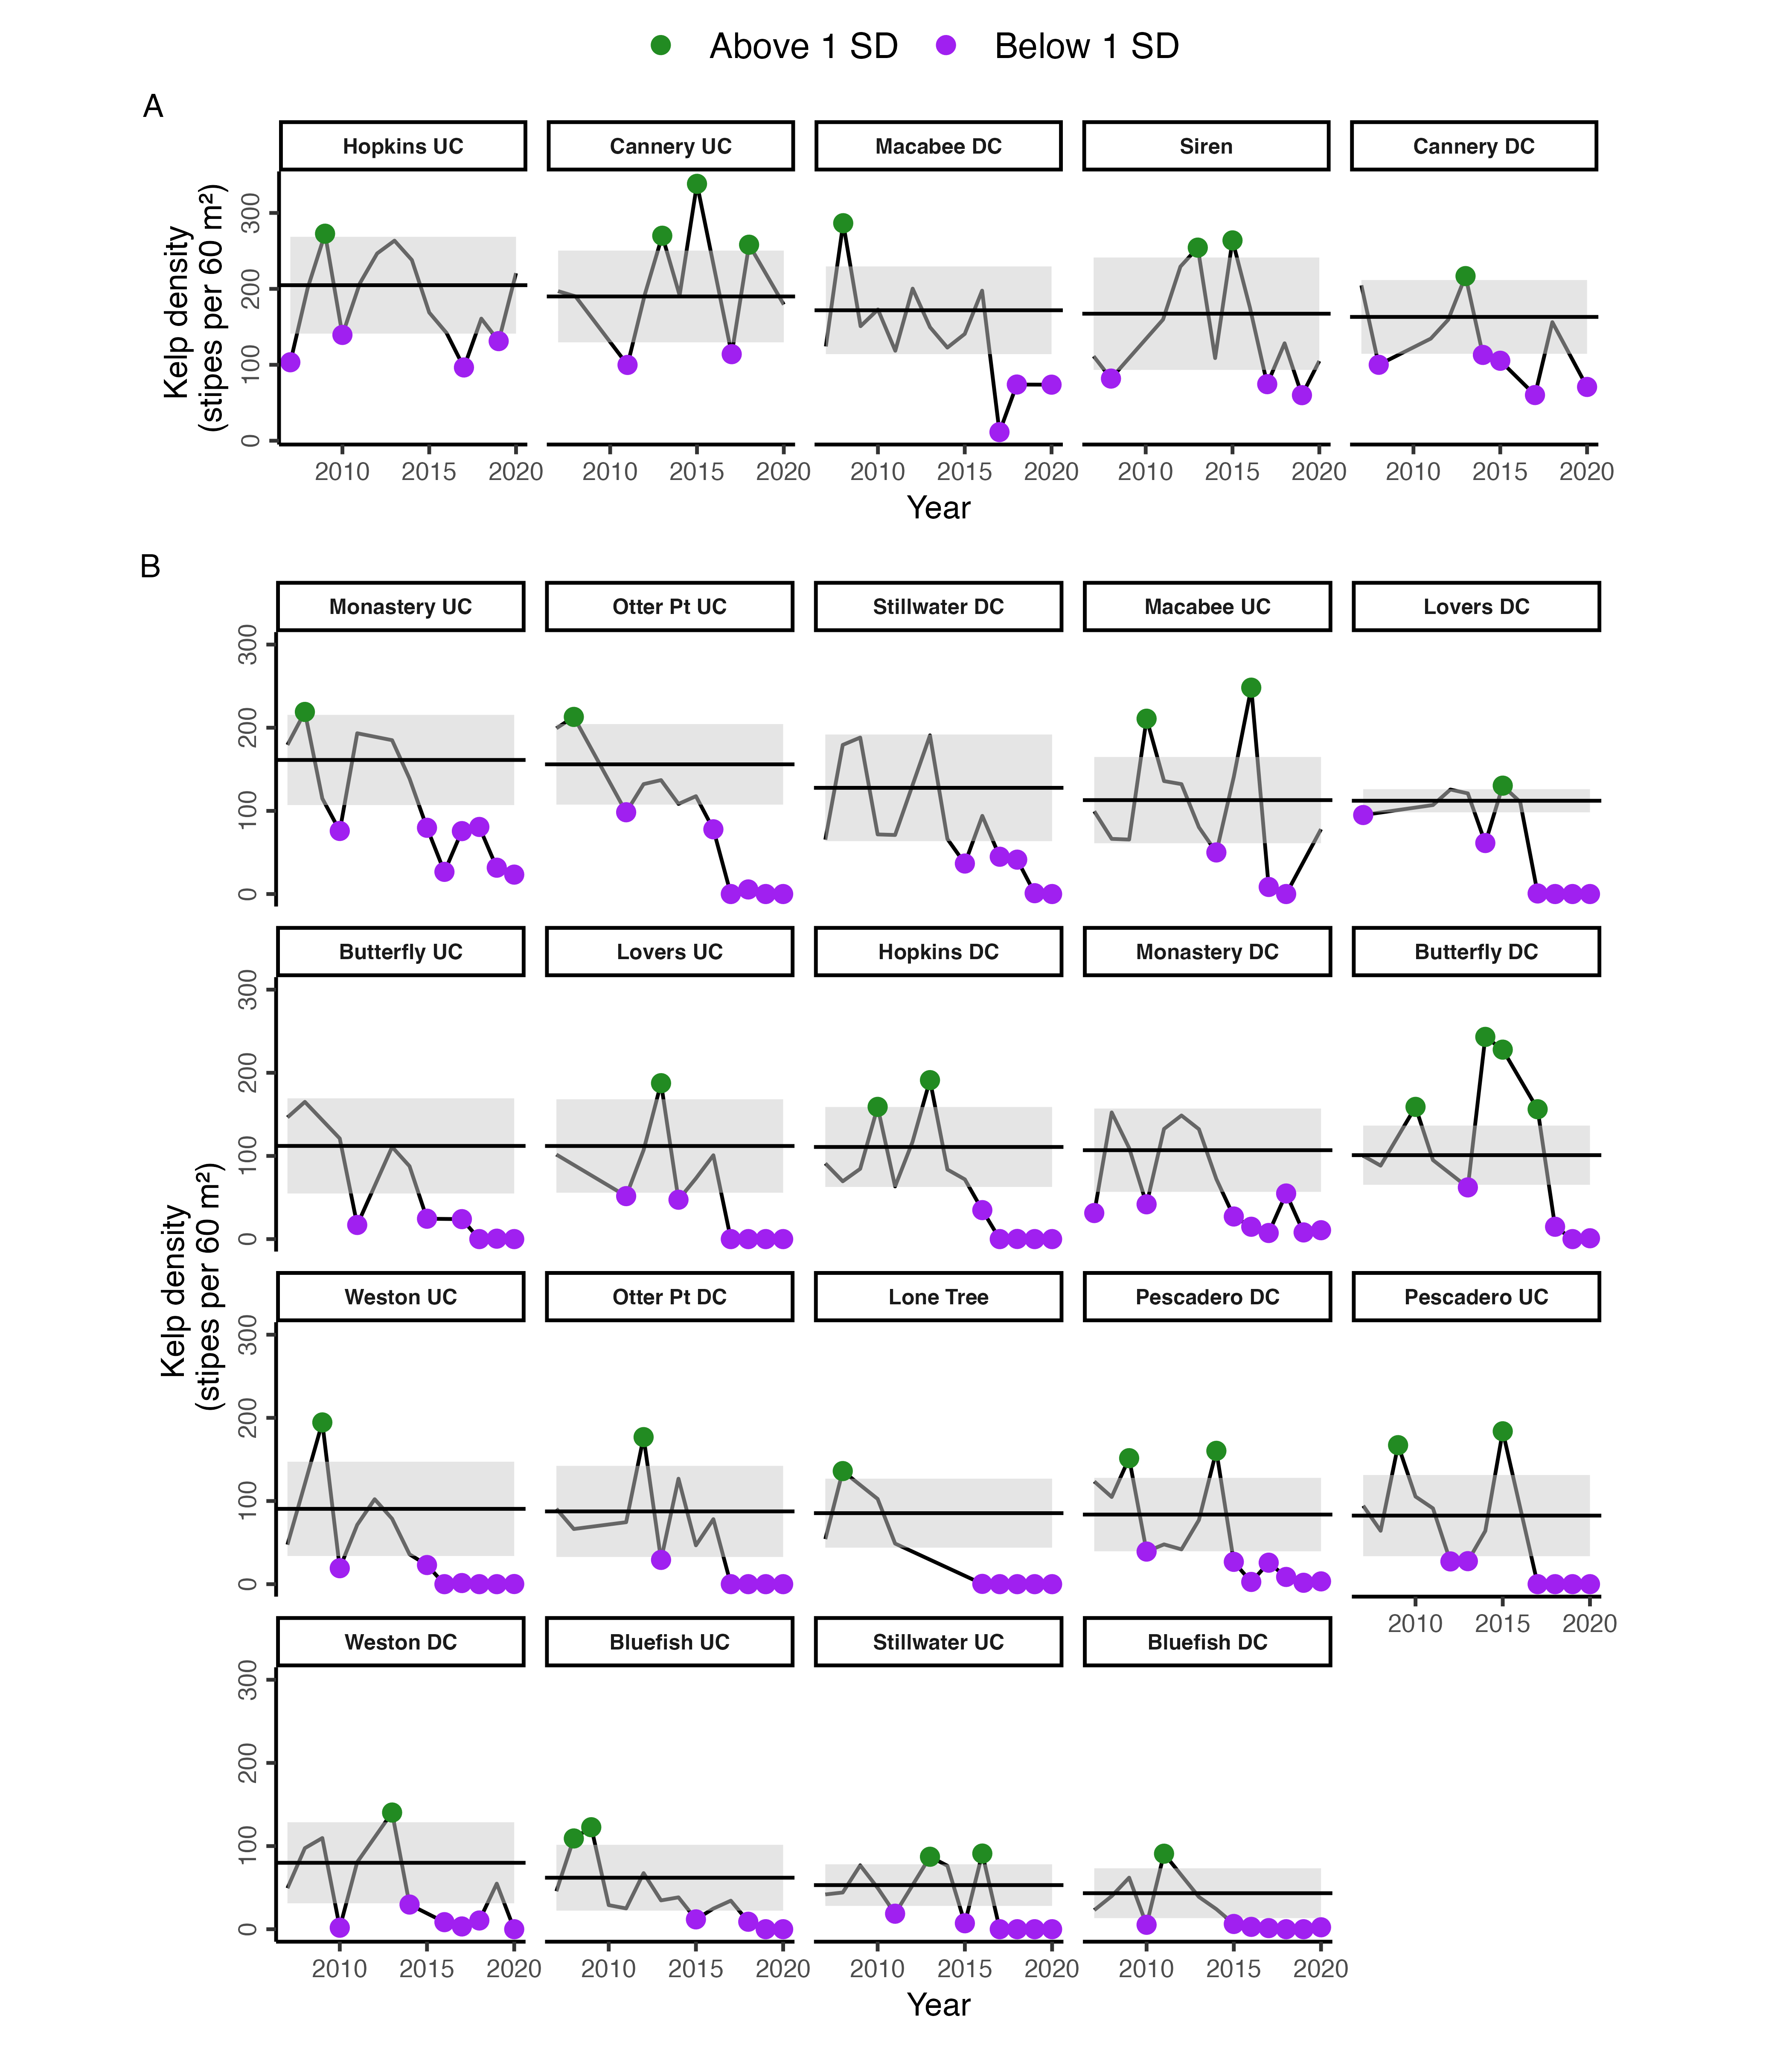 Above 1 SD Below 1 SD
A
Hopkins UC Cannery UC Macabee DC Siren Cannery DC
Kelp density
(stipes per 60 m²)
300
200
100
0
2010 2015 2020 2010 2015 2020 2010 2015 2020 2010 2015 2020 2010 2015 2020
Year
B
Monastery UC Otter Pt UC Stillwater DC Macabee UC Lovers DC
300
200
100
0
Butterfly UC Lovers UC Hopkins DC Monastery DC Butterfly DC
300
200
100
0
Kelp density
(stipes per 60 m²)
Weston UC Otter Pt DC Lone Tree Pescadero DC Pescadero UC
300
200
100
0
2010 2015 2020
Weston DC Bluefish UC Stillwater UC Bluefish DC
300
200
100
0
2010 2015 2020 2010 2015 2020 2010 2015 2020 2010 2015 2020
Year